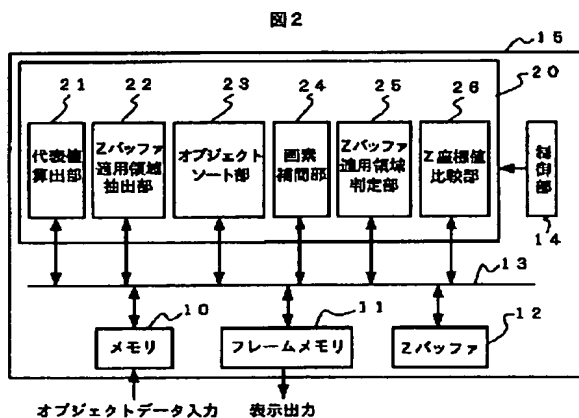 図2
15
21
22
23
24
25
26
20
代表値
算出部
Zバッファ
適用領域
抽出部
オブジェクト
ソート部
画素
補間部
Zバッファ
適用領域
判定部
Z座標値
比較部
制御部
14
13
10
11
12
メモリ
フレームメモリ
Zバッファ
オブジェクトデータ入力
表示出力